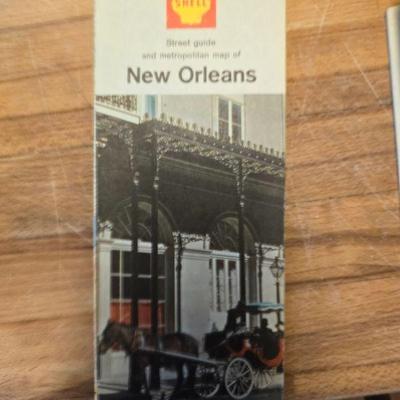 SHELL
Street guide
and metropolitan map of
New Orleans